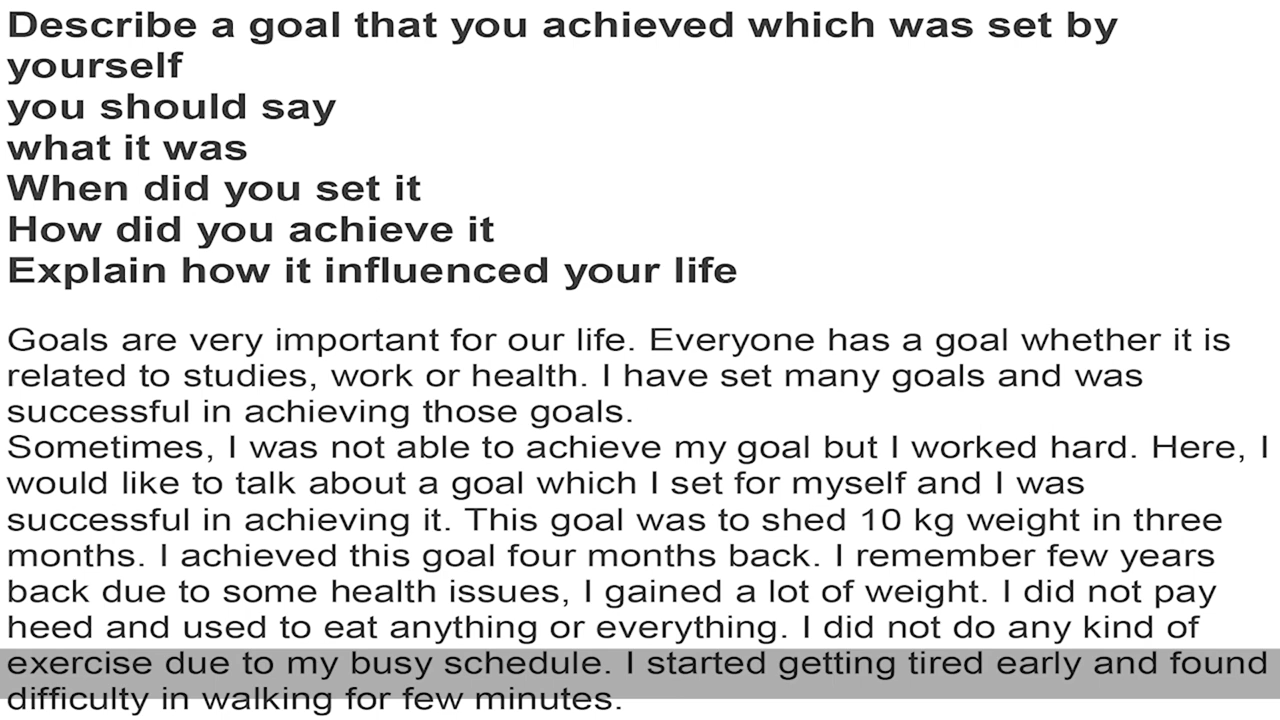 Describe a goal that you achieved which was set by
yourself
you should say
what it was
When did you set it
How did you achieve it
Explain how it influenced your life
Goals are very important for our life. Everyone has a goal whether it is
related to studies, work or health. I have set many goals and was
successful in achieving those goals.
Sometimes, I was not able to achieve my goal but I worked hard. Here, I
would like to talk about a goal which I set for myself and I was
successful in achieving it. This goal was to shed 10 kg weight in three
months. I achieved this goal four months back. I remember few years
back due to some health issues, I gained a lot of weight. I did not pay
heed and used to eat anything or everything. I did not do any kind of
exercise due to my busy schedule. I started getting tired early and found
difficulty in walking for few minutes.